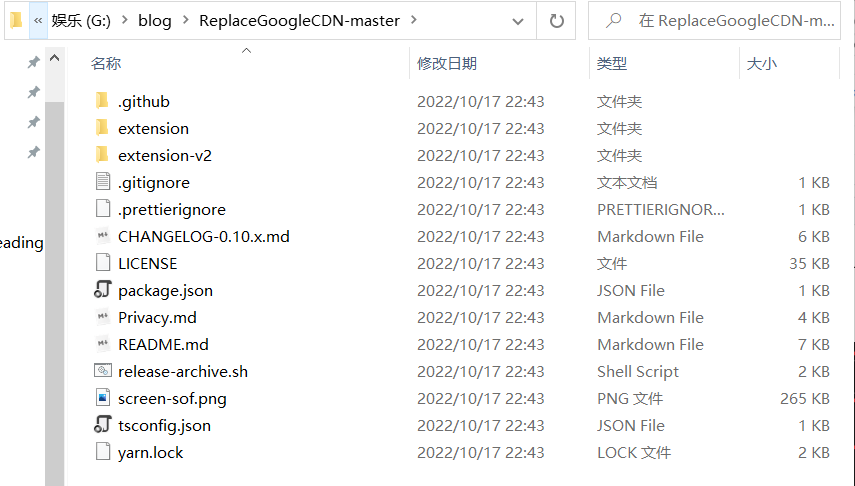 « 娱乐 (G:) > blog > ReplaceGoogleCDN-master >
在 ReplaceGoogleCDN-m...
名称 修改日期 类型 大小
.github 2022/10/17 22:43 文件夹
extension 2022/10/17 22:43 文件夹
extension-v2 2022/10/17 22:43 文件夹
.gitignore 2022/10/17 22:43 文本文档 1 KB
.prettierignore 2022/10/17 22:43 PRETTIERIGNOR... 1 KB
eading
CHANGELOG-0.10.x.md 2022/10/17 22:43 Markdown File 6 KB
LICENSE 2022/10/17 22:43 文件 35 KB
package.json 2022/10/17 22:43 JSON File 1 KB
Privacy.md 2022/10/17 22:43 Markdown File 4 KB
README.md 2022/10/17 22:43 Markdown File 7 KB
release-archive.sh 2022/10/17 22:43 Shell Script 2 KB
screen-sof.png 2022/10/17 22:43 PNG 文件 265 KB
tsconfig.json 2022/10/17 22:43 JSON File 1 KB
yarn.lock 2022/10/17 22:43 LOCK 文件 2 KB